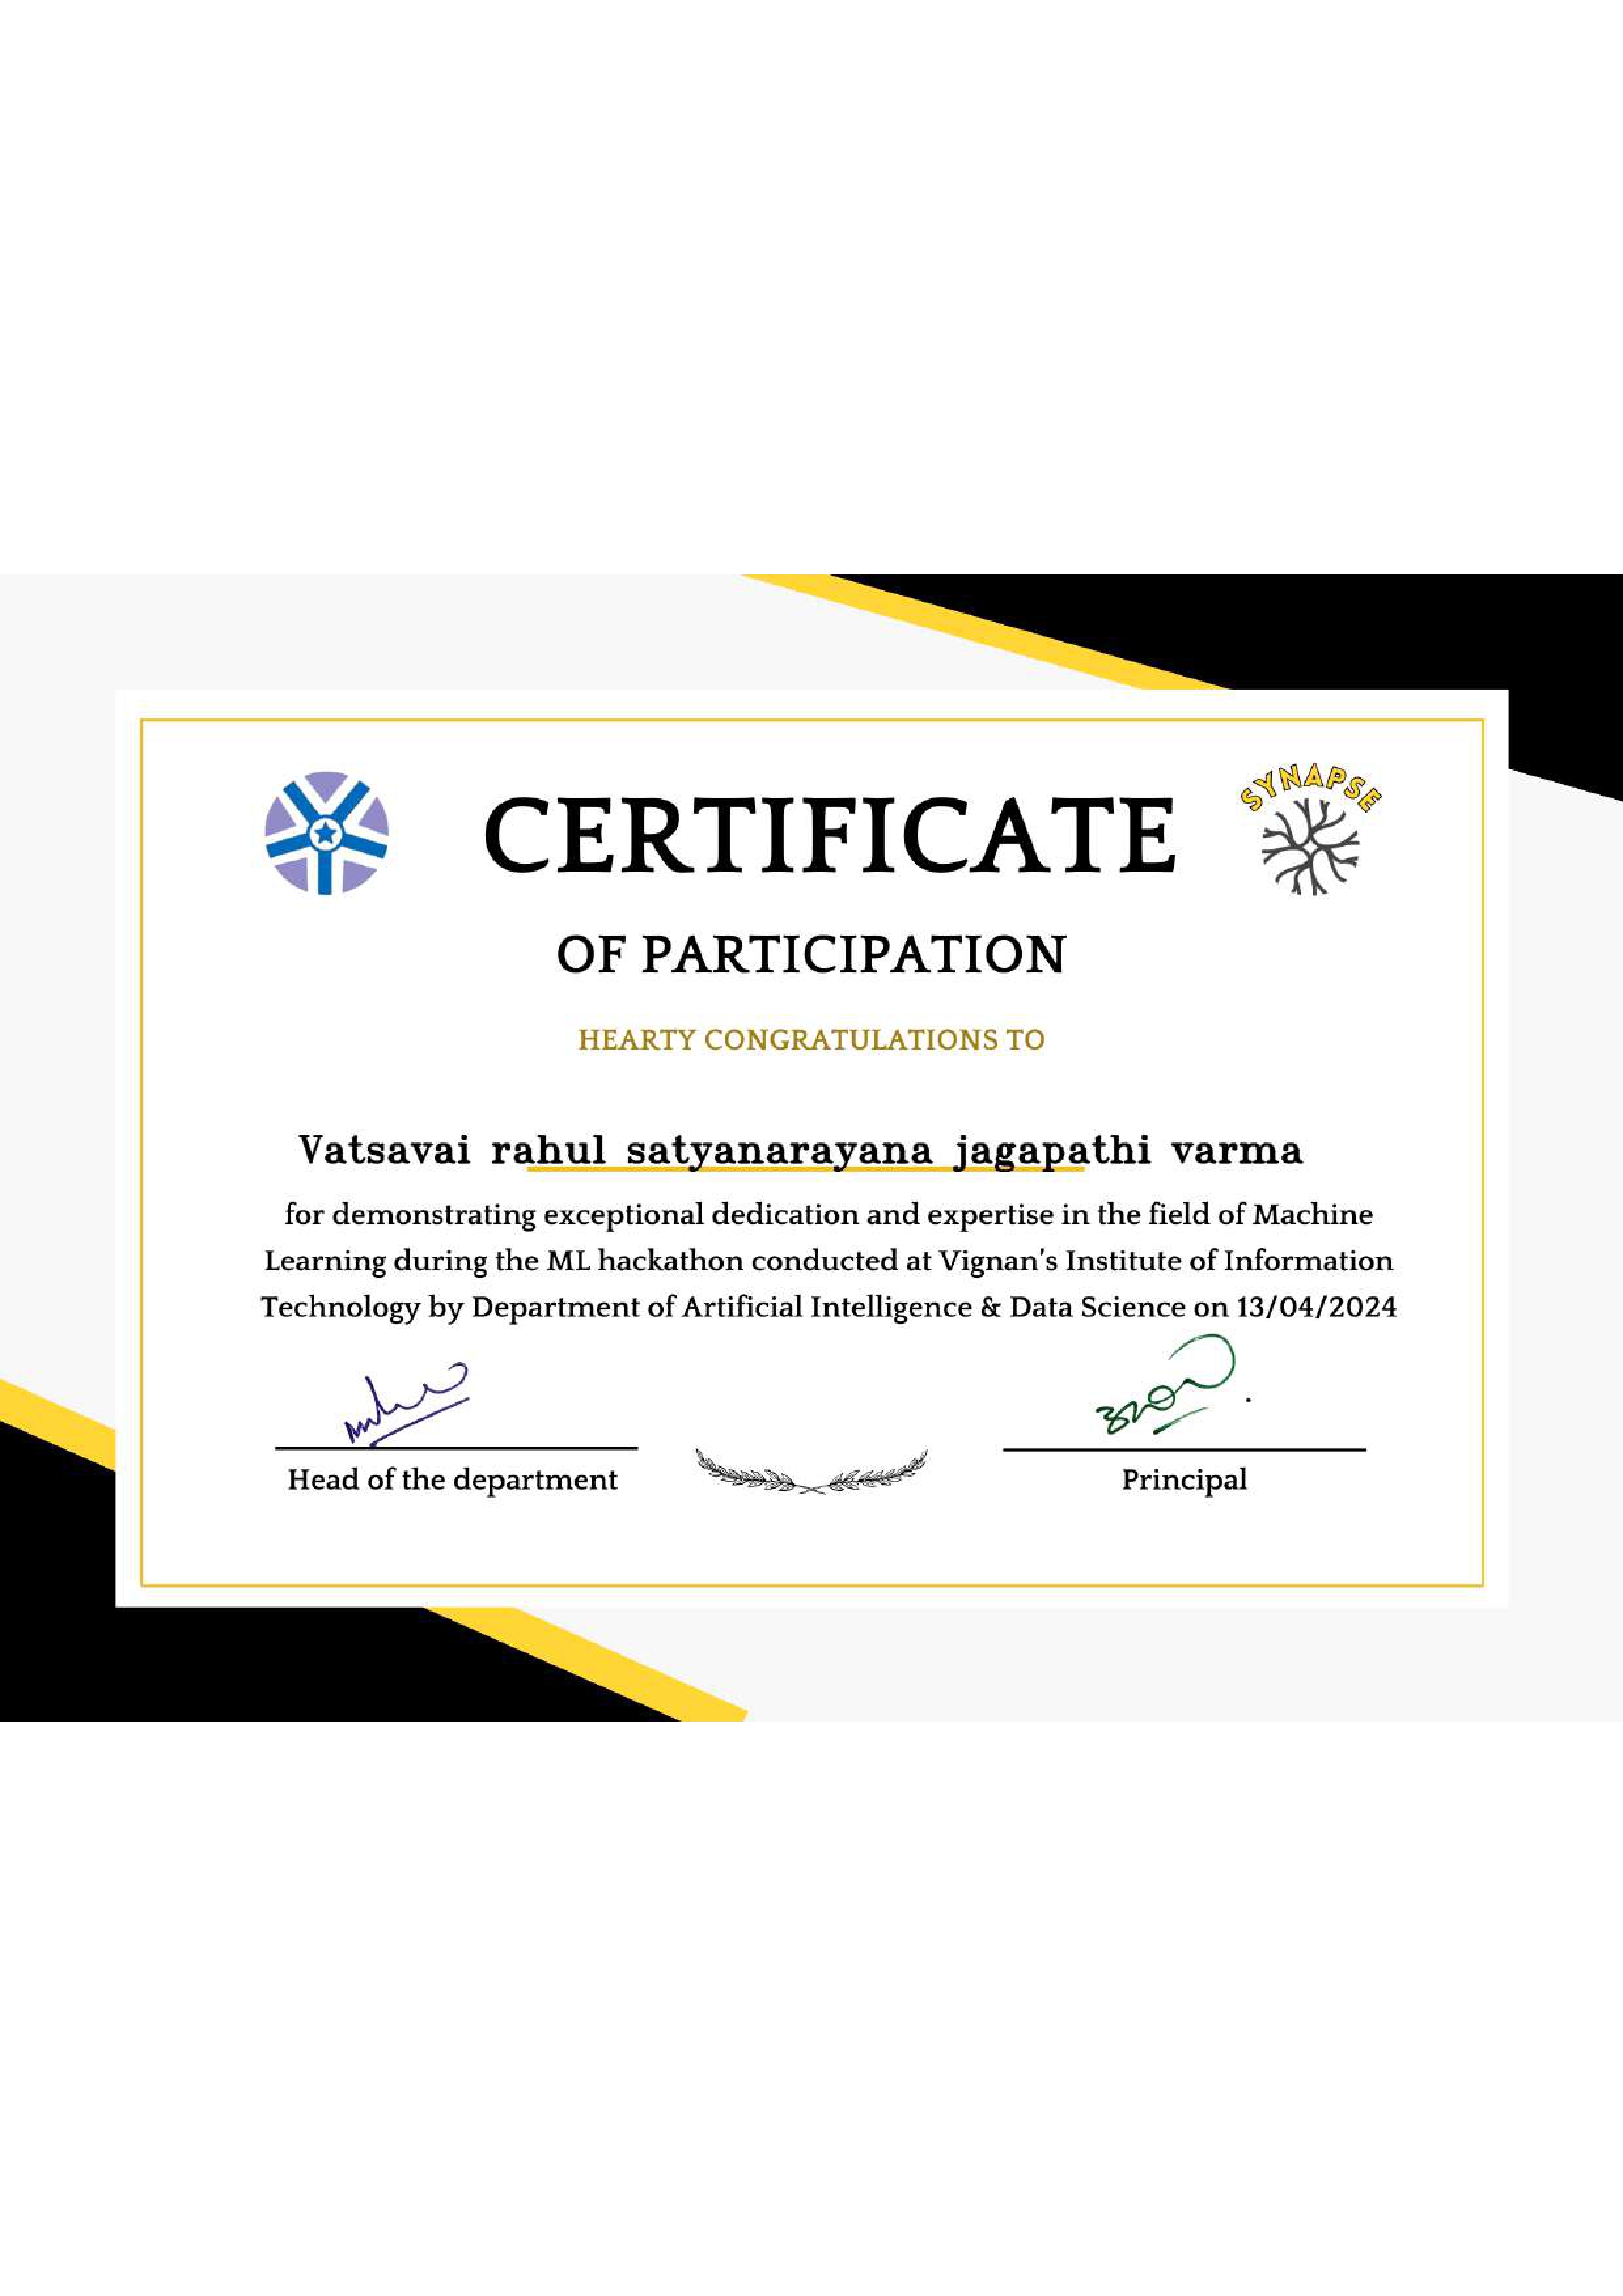 SYNAPSE
CERTIFICATE
OF PARTICIPATION
HEARTY CONGRATULATIONS TO
Vatsavai rahul satyanarayana jagapathi varma
for demonstrating exceptional dedication and expertise in the field of Machine
Learning during the ML hackathon conducted at Vignan's Institute of Information
Technology by Department of Artificial Intelligence & Data Science on 13/04/2024
Head of the department
Principal